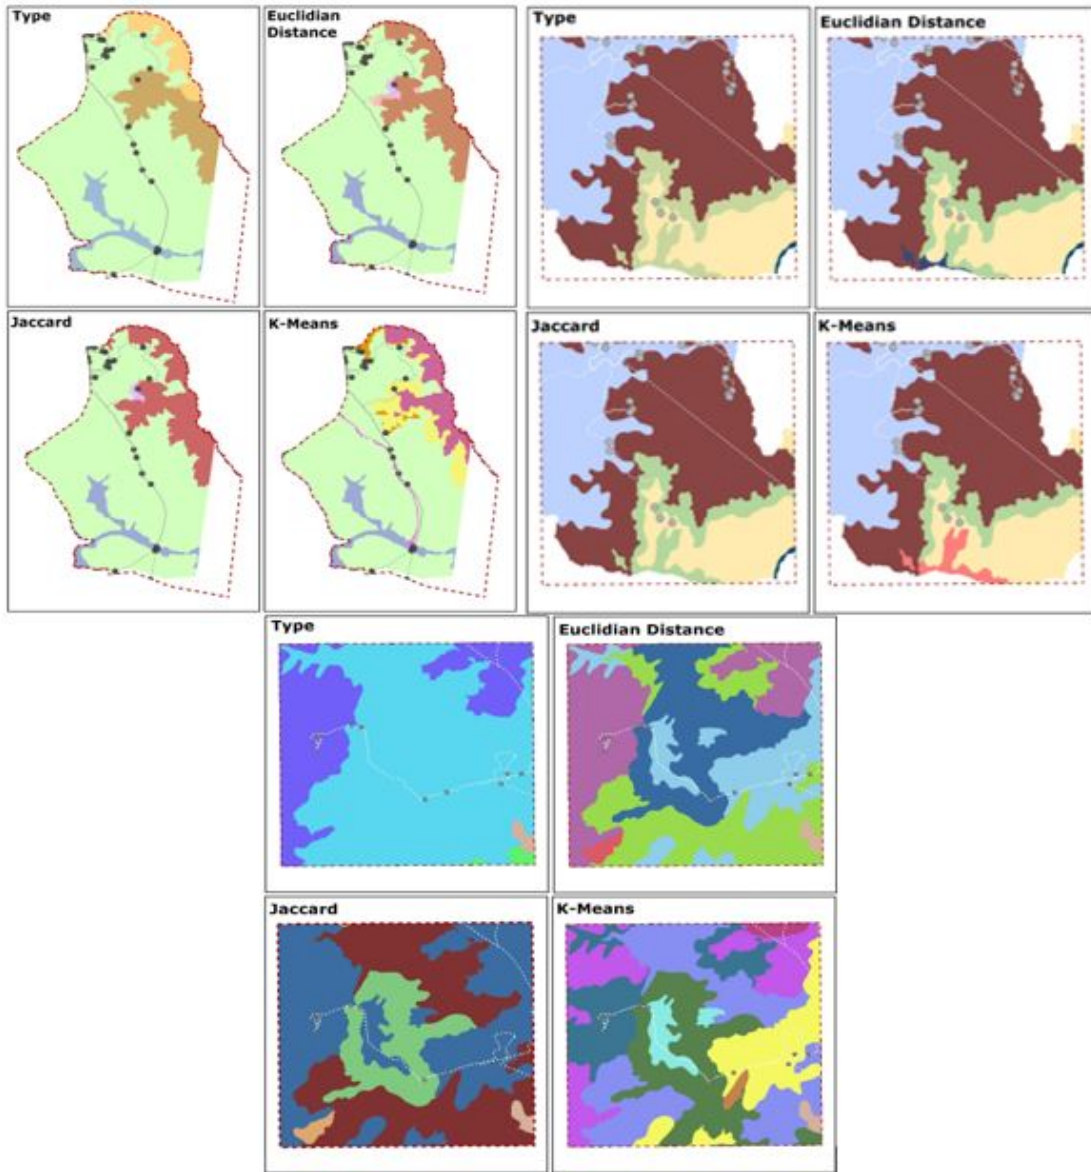 Type
Euclidian
Distance
Type
Euclidian Distance
Jaccard
K-Means
Jaccard
K-Means
Type
Euclidian Distance
Jaccard
K-Means